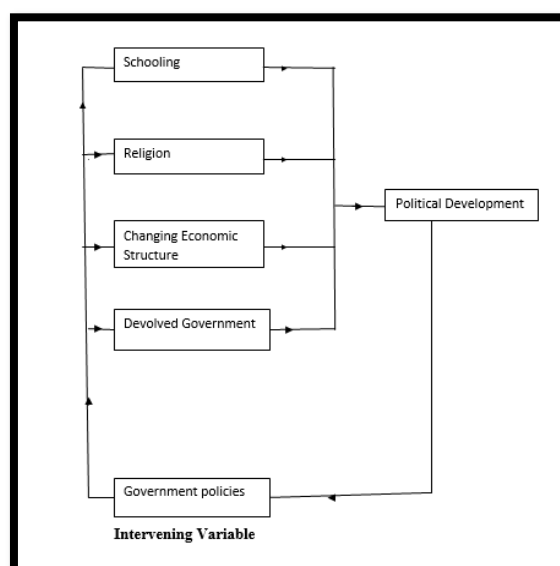 Schooling
Religion
Political Development
Changing Economic
Structure
Devolved Government
Government policies
Intervening Variable